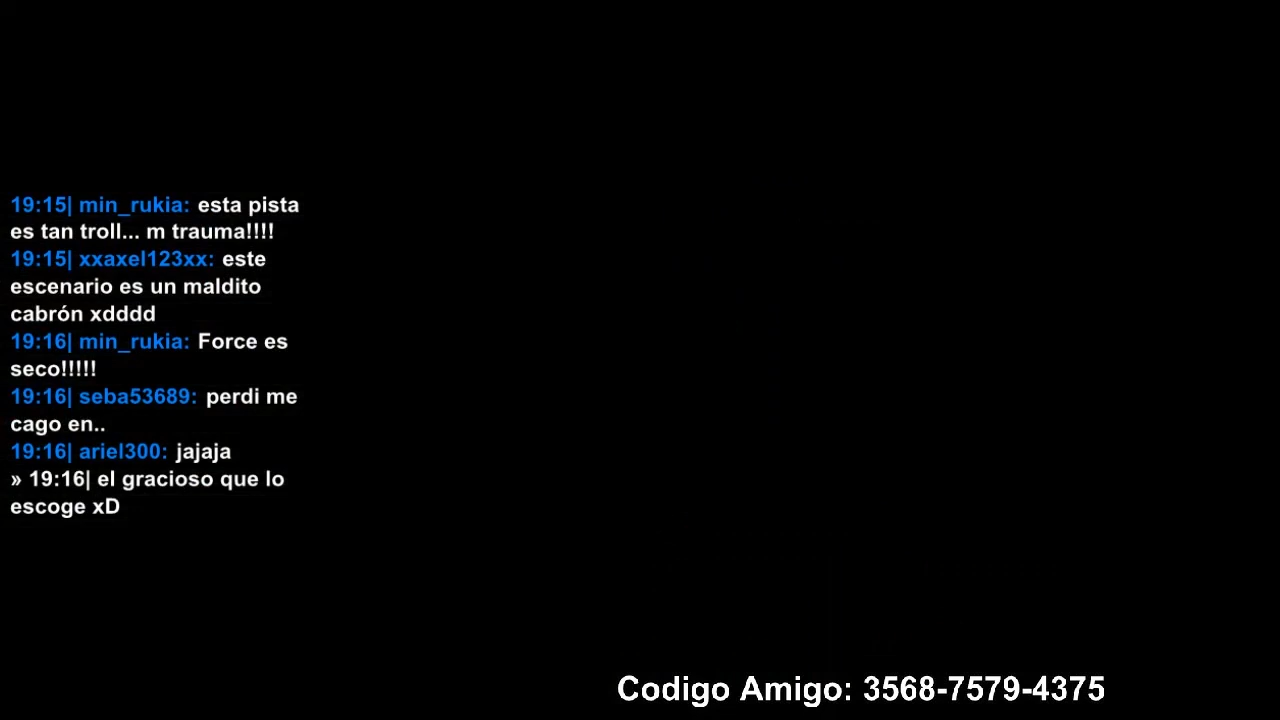 19:15| min_rukia: esta pista
es tan troll... m trauma!!!!
19:15| xxaxel123xx: este
escenario es un maldito
cabrón xdddd
19:16| min_rukia: Force es
seco!!!!!
19:16| seba53689: perdi me
cago en..
19:16| ariel300: jajaja
» 19:16| el gracioso que lo
escoge xD
Codigo Amigo: 3568-7579-4375